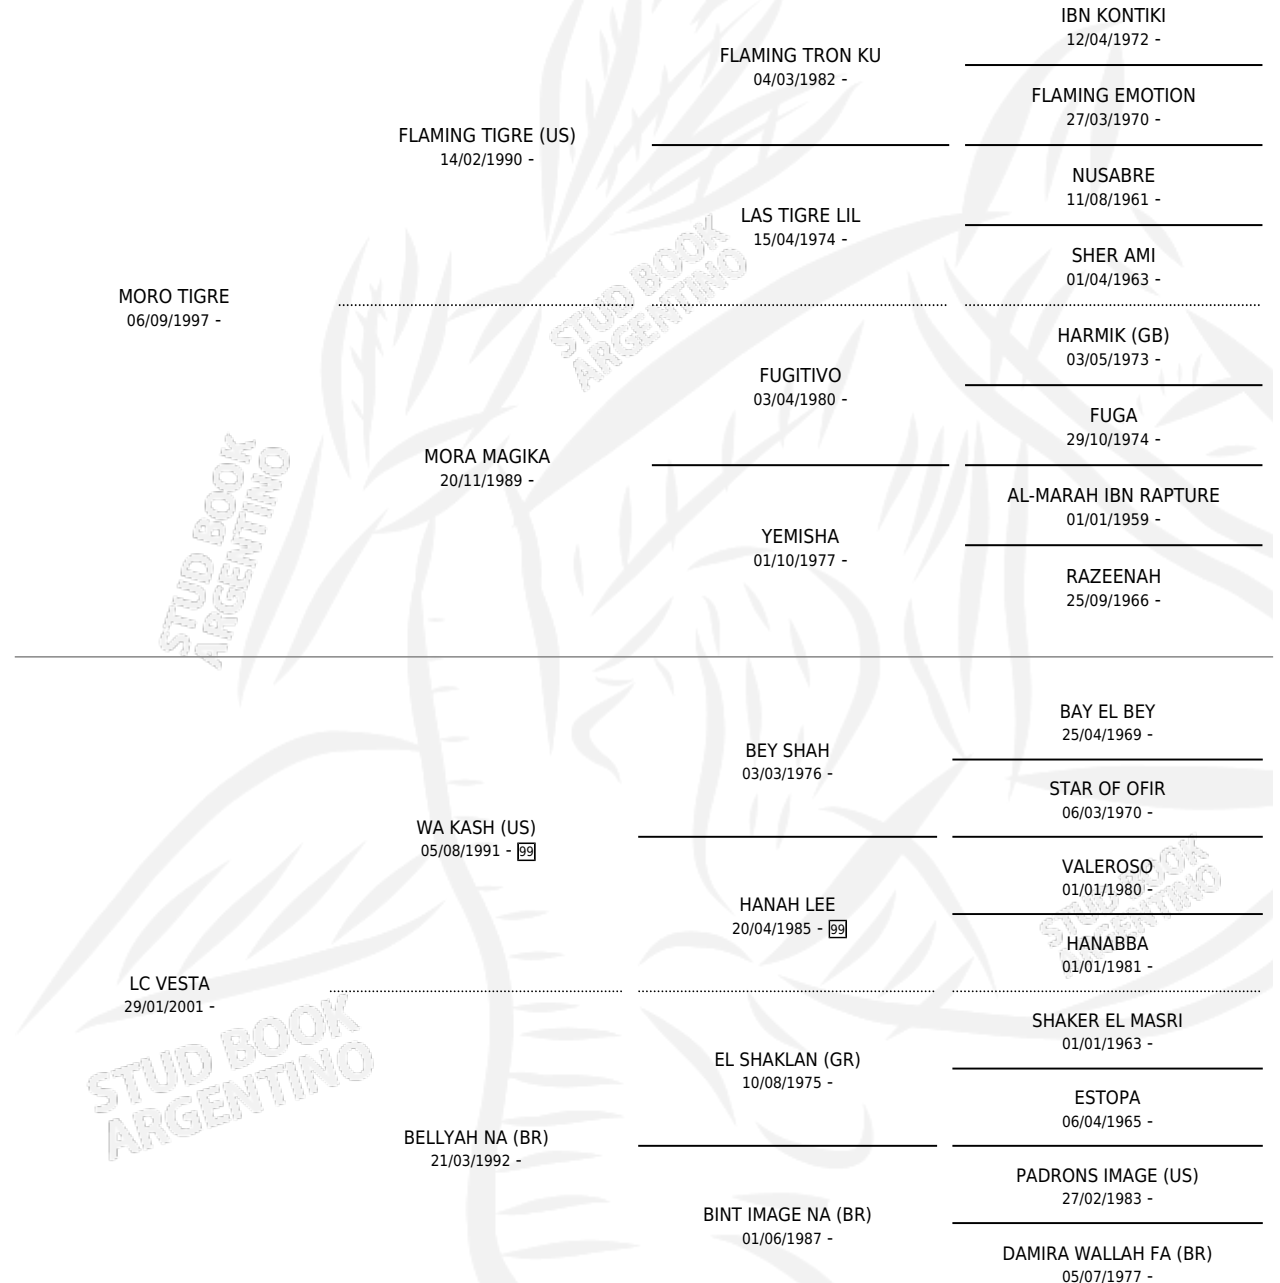 IBN KONTIKI
12/04/1972 -
FLAMING TRON KU
04/03/1982 -
FLAMING EMOTION
27/03/1970 -
FLAMING TIGRE (US)
14/02/1990 -
NUSABRE
11/08/1961 -
LAS TIGRE LIL
15/04/1974 -
SHER AMI
01/04/1963 -
MORO TIGRE
06/09/1997 -
HARMIK (GB)
03/05/1973 -
FUGITIVO
03/04/1980 -
FUGA
29/10/1974 -
MORA MAGIKA
20/11/1989 -
AL-MARAH IBN RAPTURE
01/01/1959 -
YEMISHA
01/10/1977 -
RAZEENAH
25/09/1966 -
BAY EL BEY
25/04/1969 -
BEY SHAH
03/03/1976 -
STAR OF OFIR
06/03/1970 -
WA KASH (US)
05/08/1991 - 99
VALEROSO
01/01/1980 -
HANAH LEE
20/04/1985 - 99
HANABBA
01/01/1981 -
LC VESTA
29/01/2001 -
SHAKER EL MASRI
01/01/1963 -
EL SHAKLAN (GR)
10/08/1975 -
ESTOPA
06/04/1965 -
BELLYAH NA (BR)
21/03/1992 -
PADRONS IMAGE (US)
27/02/1983 -
BINT IMAGE NA (BR)
01/06/1987 -
DAMIRA WALLAH FA (BR)
05/07/1977 -
STUD BOOK
ARGENTINO
STUD BOOK
ARGENTINO
STUD BOOK
ARGENTINO
STUD BOOK
ARGENTINO